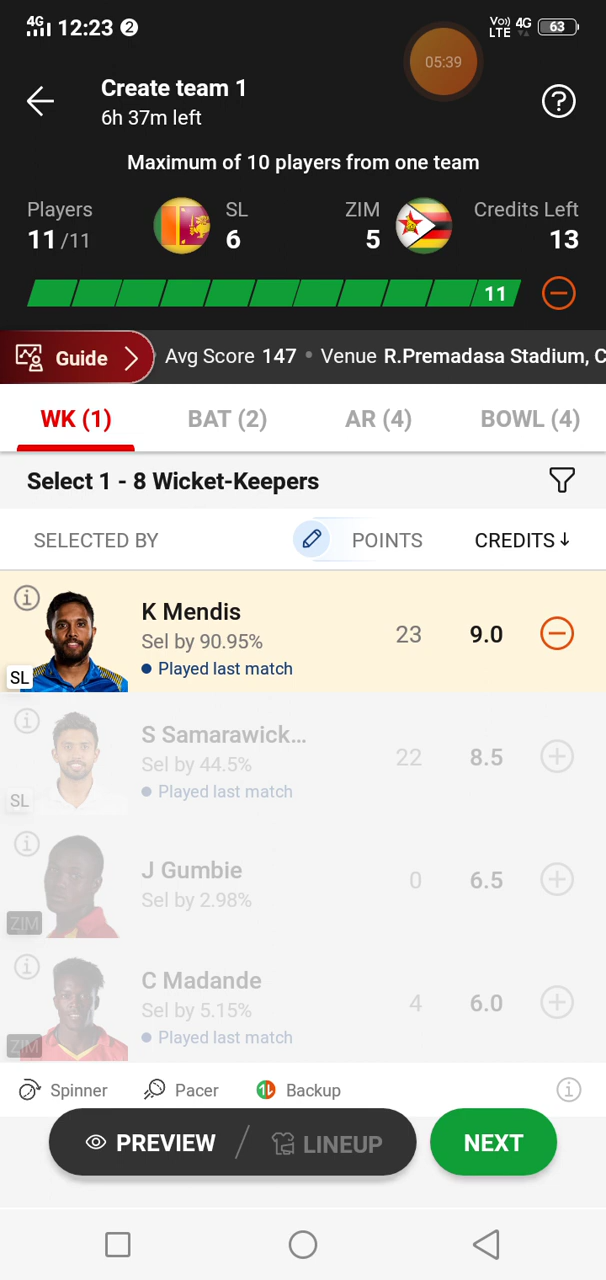 4G 12:23 2 Vo) LTE 4G 63
05:39
Create team 1
6h 37m left
?
Maximum of 10 players from one team
Players SL ZIM Credits Left
11/11 6 5 13
11
Guide Avg Score 147 • Venue R.Premadasa Stadium, C
WK (1) BAT (2) AR (4) BOWL (4)
Select 1 - 8 Wicket-Keepers
SELECTED BY POINTS CREDITS↓
K Mendis
Sel by 90.95% 23 9.0
• Played last match
SL
S Samarawick...
Sel by 44.5% 22 8.5
• Played last match
SL
J Gumbie
Sel by 2.98% 0 6.5
ZIM
C Madande
Sel by 5.15% 4 6.0
• Played last match
ZIM
Spinner Pacer Backup
PREVIEW / LINEUP NEXT